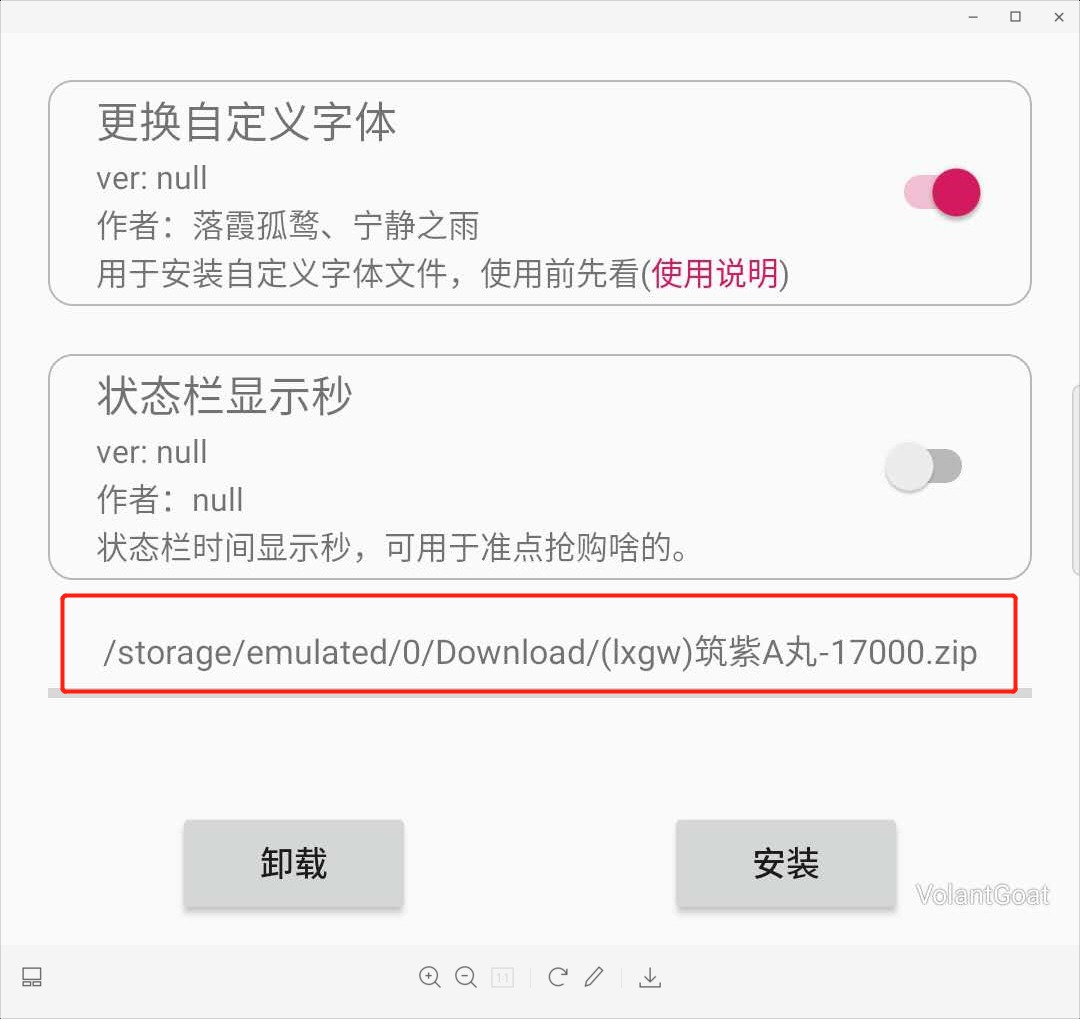 更换自定义字体
ver: null
作者：落霞孤鹜、宁静之雨
用于安装自定义字体文件，使用前先看(使用说明)
状态栏显示秒
ver: null
作者：null
状态栏时间显示秒，可用于准点抢购啥的。
/storage/emulated/0/Download/(lxgw)筑紫A丸-17000.zip
卸载
安装
VolantGoat
1:1